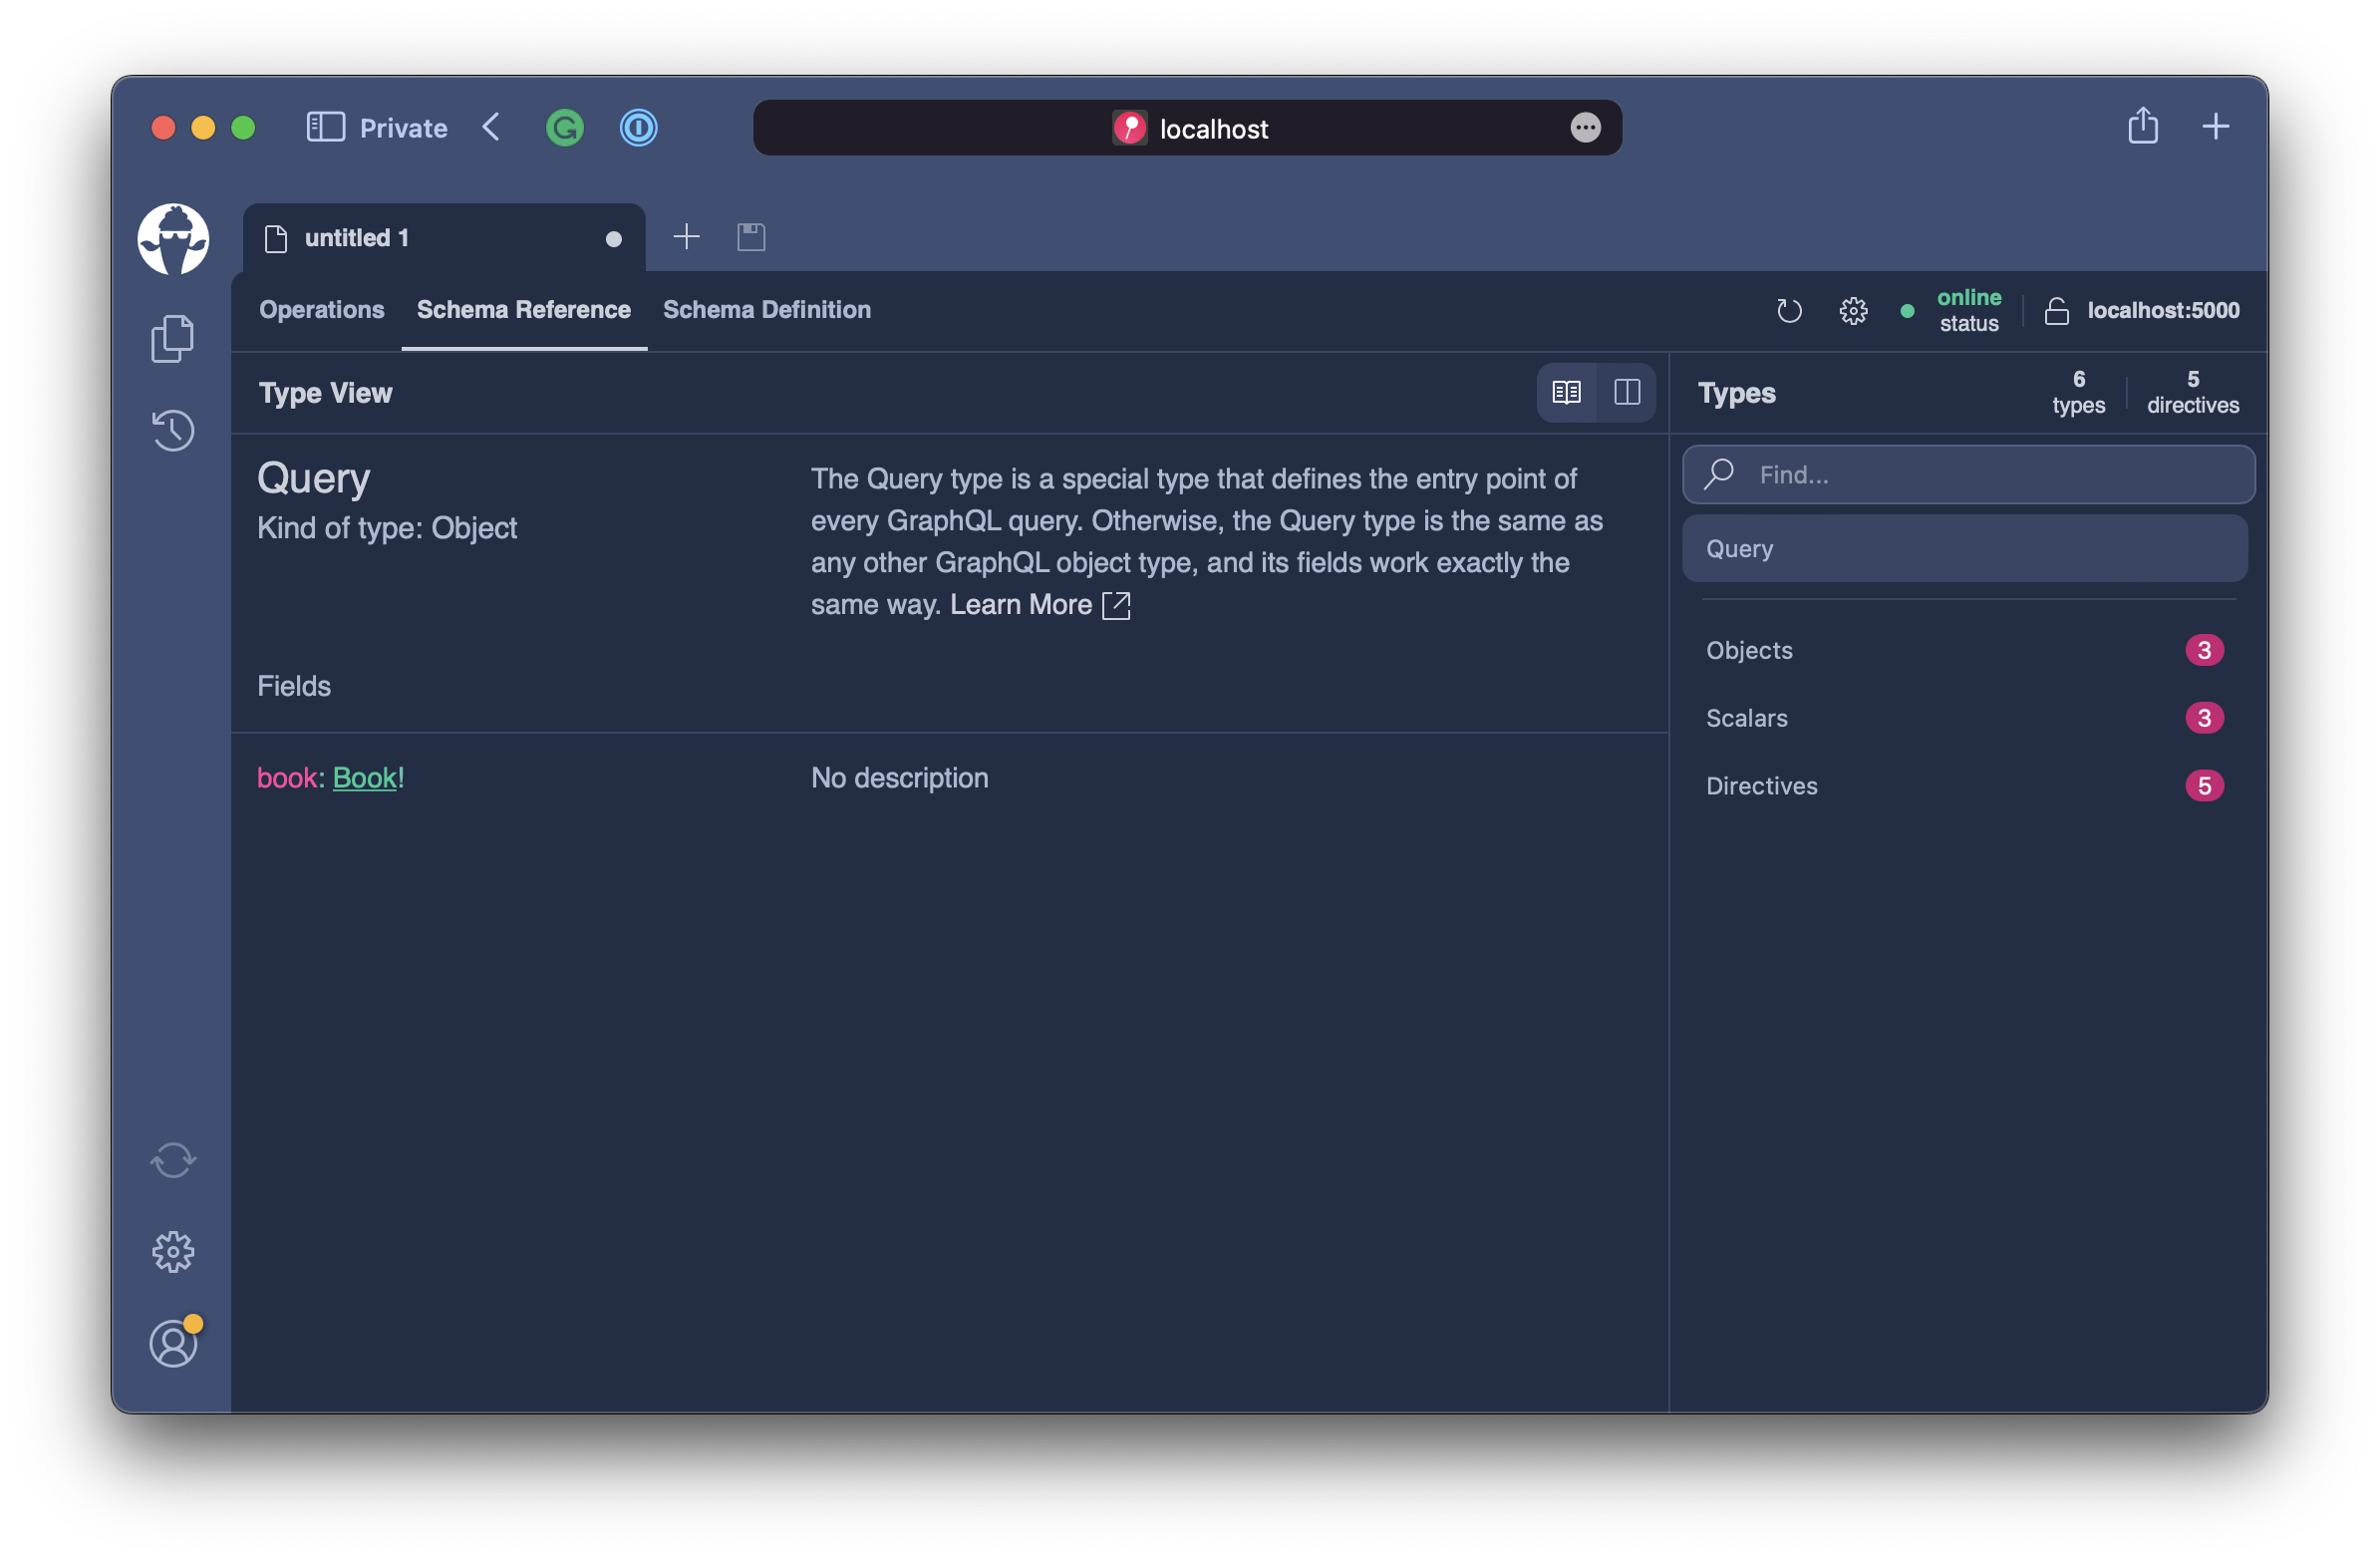 Private
localhost
untitled 1
Operations
Schema Reference
Schema Definition
online
status
localhost:5000
Type View
Types
6
types
5
directives
Query
Kind of type: Object
The Query type is a special type that defines the entry point of
every GraphQL query. Otherwise, the Query type is the same as
any other GraphQL object type, and its fields work exactly the
same way. Learn More
Find...
Query
Objects 3
Scalars 3
Directives 5
Fields
book: Book!
No description